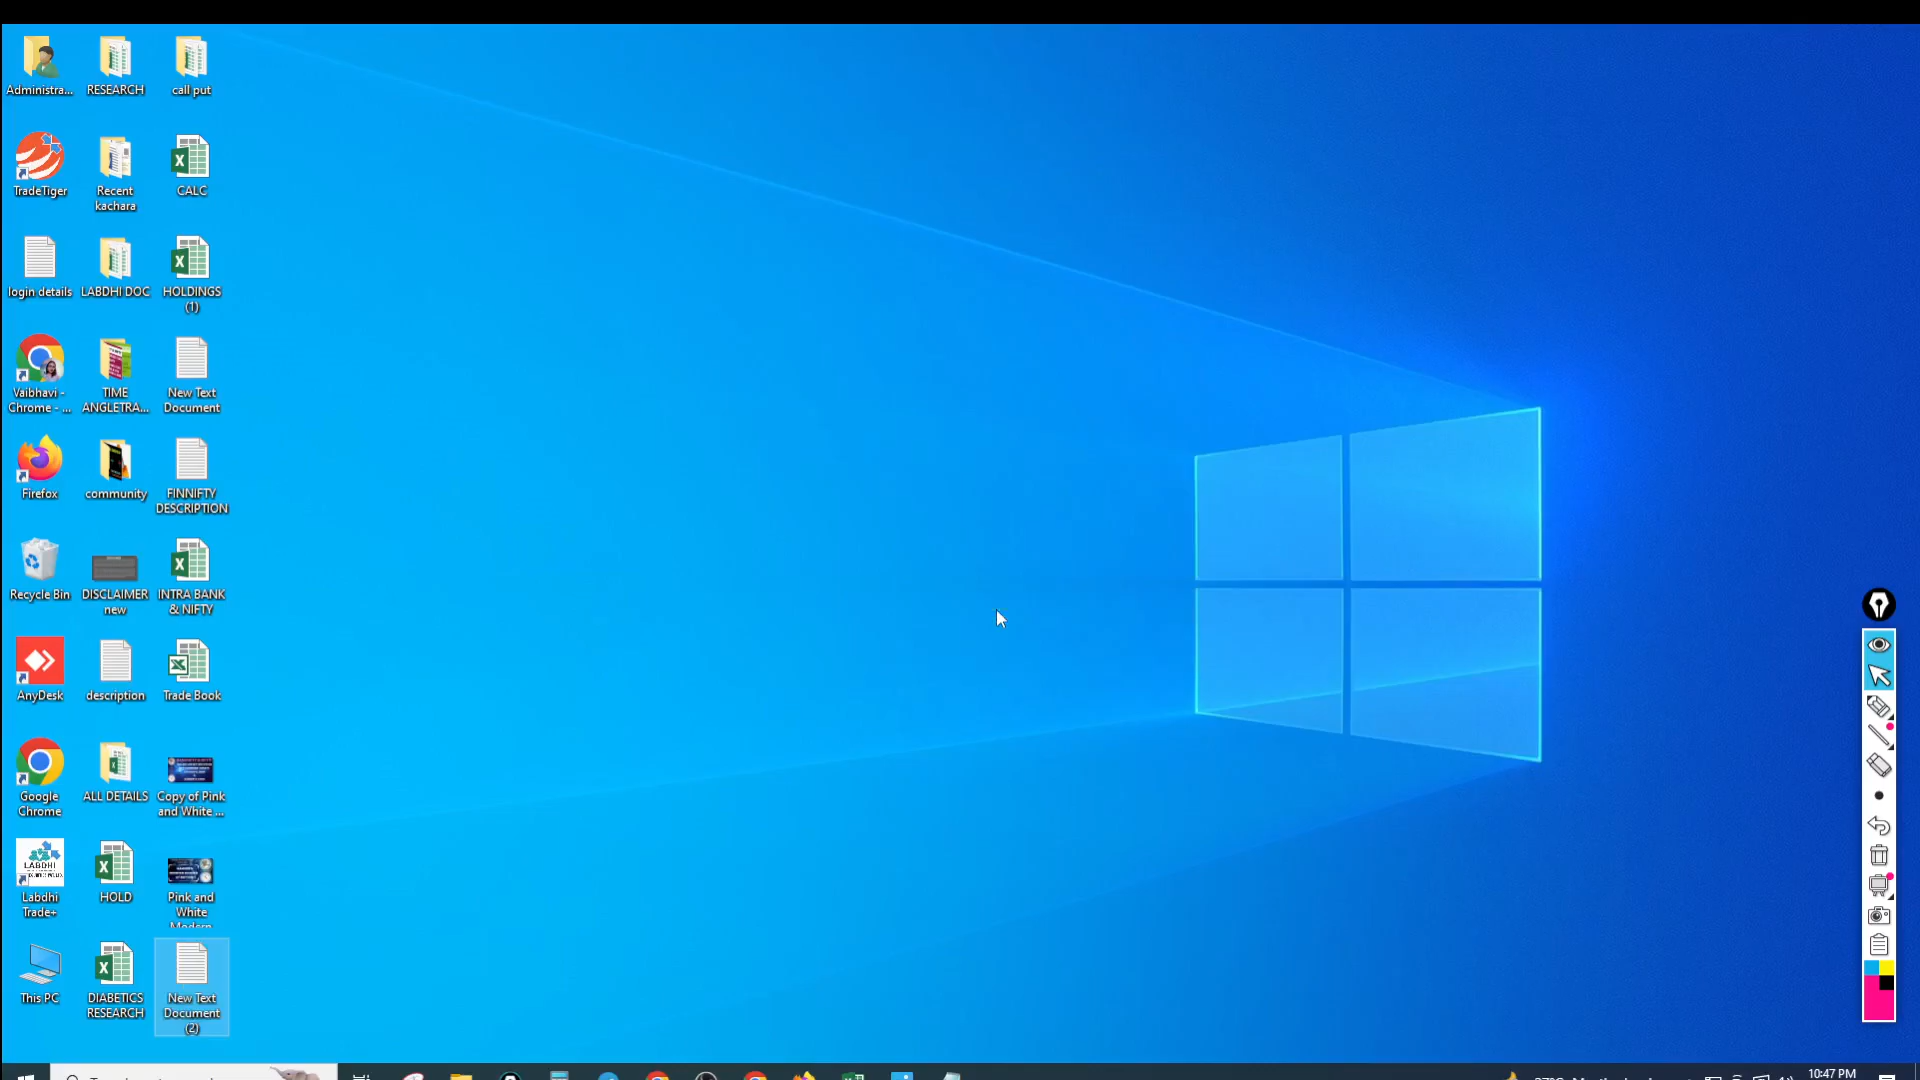 Administra...
RESEARCH
call put
TradeTiger
Recent
kachara
CALC
login details
LABDHI DOC
HOLDINGS
(1)
Vaibhavi -
Chrome - ...
TIME
ANGLETRA...
New Text
Document
Firefox
community
FINNIFTY
DESCRIPTION
Recycle Bin
DISCLAIMER
new
INTRA BANK
& NIFTY
AnyDesk
description
Trade Book
Google
Chrome
ALL DETAILS
Copy of Pink
and White ...
LABDHI
Labdhi
Trade+
HOLD
Pink and
White
Modern
This PC
DIABETICS
RESEARCH
New Text
Document
(2)
10:47 PM